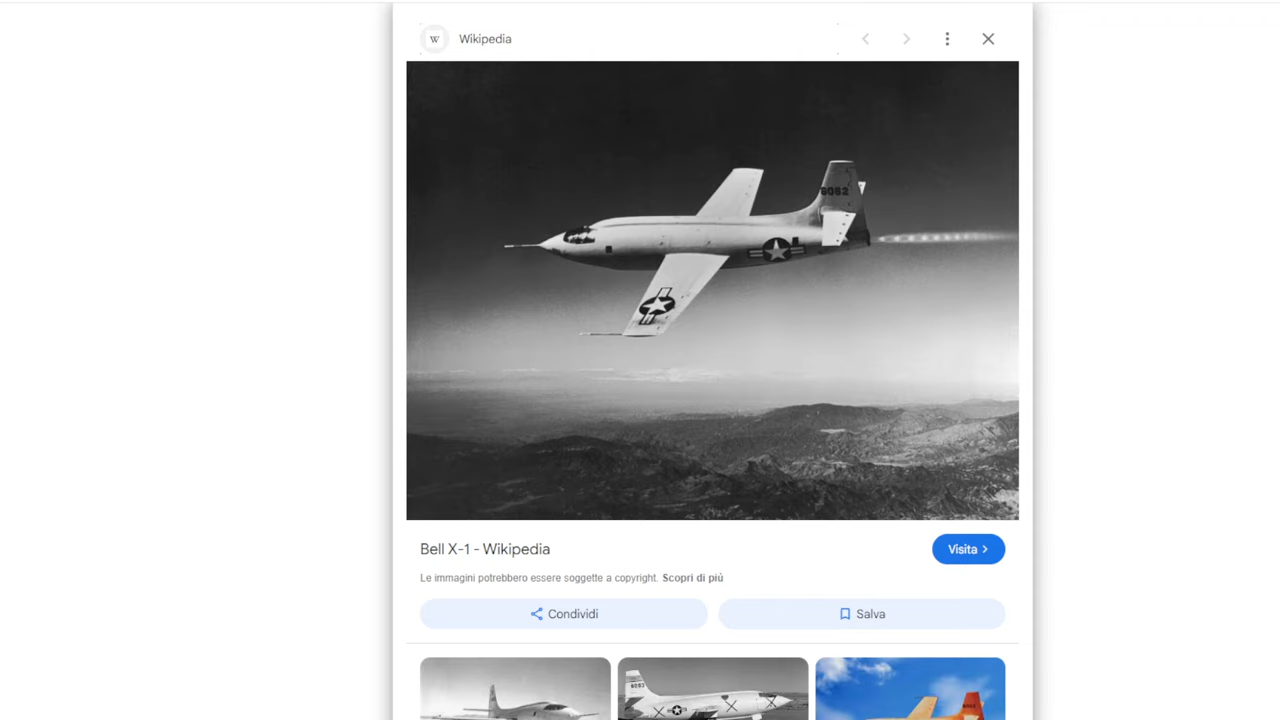 W Wikipedia
6062
Bell X-1 - Wikipedia
Visita
Le immagini potrebbero essere soggette a copyright. Scopri di più
Condividi
Salva